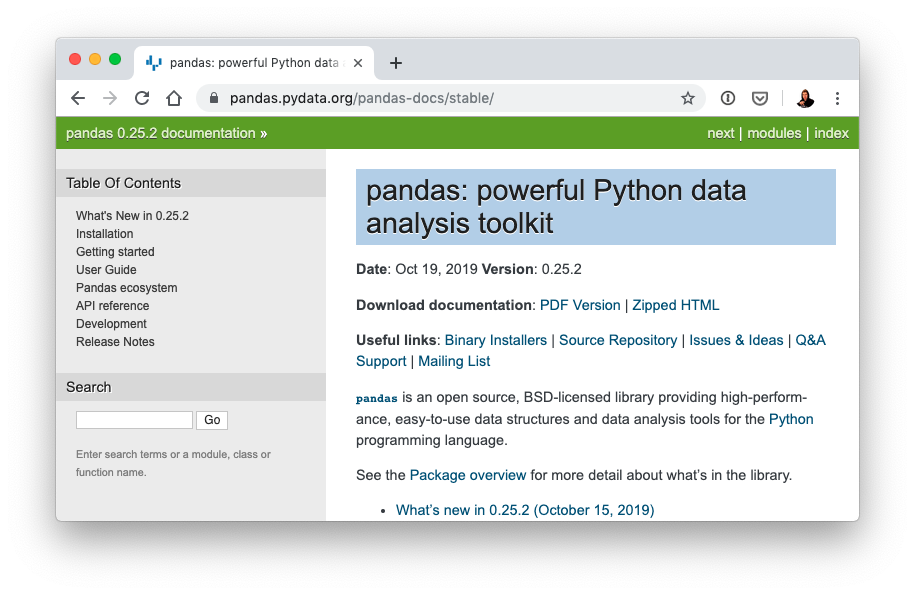 pandas: powerful Python data
pandas.pydata.org/pandas-docs/stable/
pandas 0.25.2 documentation »
next | modules | index
Table Of Contents
What's New in 0.25.2
Installation
Getting started
User Guide
Pandas ecosystem
API reference
Development
Release Notes
Search
Go
Enter search terms or a module, class or
function name.
pandas: powerful Python data
analysis toolkit
Date: Oct 19, 2019 Version: 0.25.2
Download documentation: PDF Version | Zipped HTML
Useful links: Binary Installers | Source Repository | Issues & Ideas | Q&A
Support | Mailing List
pandas is an open source, BSD-licensed library providing high-perform-
ance, easy-to-use data structures and data analysis tools for the Python
programming language.
See the Package overview for more detail about what’s in the library.
• What’s new in 0.25.2 (October 15, 2019)